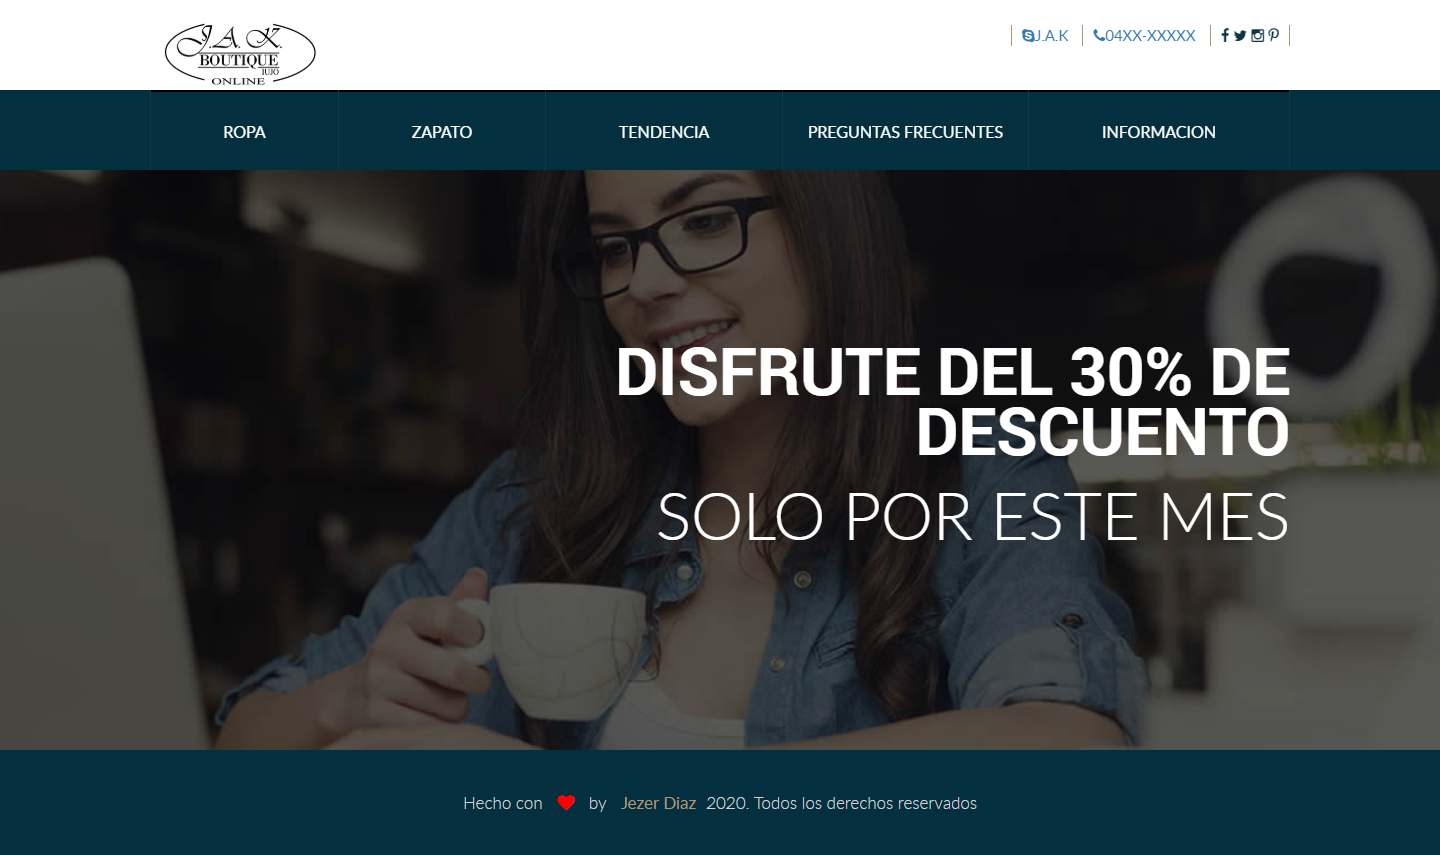 J.A.K.
BOUTIQUE
IUJO
ONLINE
J.A.K
04XX-XXXXX
ROPA
ZAPATO
TENDENCIA
PREGUNTAS FRECUENTES
INFORMACION
DISFRUTE DEL 30% DE
DESCUENTO
SOLO POR ESTE MES
Hecho con by Jezer Diaz 2020. Todos los derechos reservados